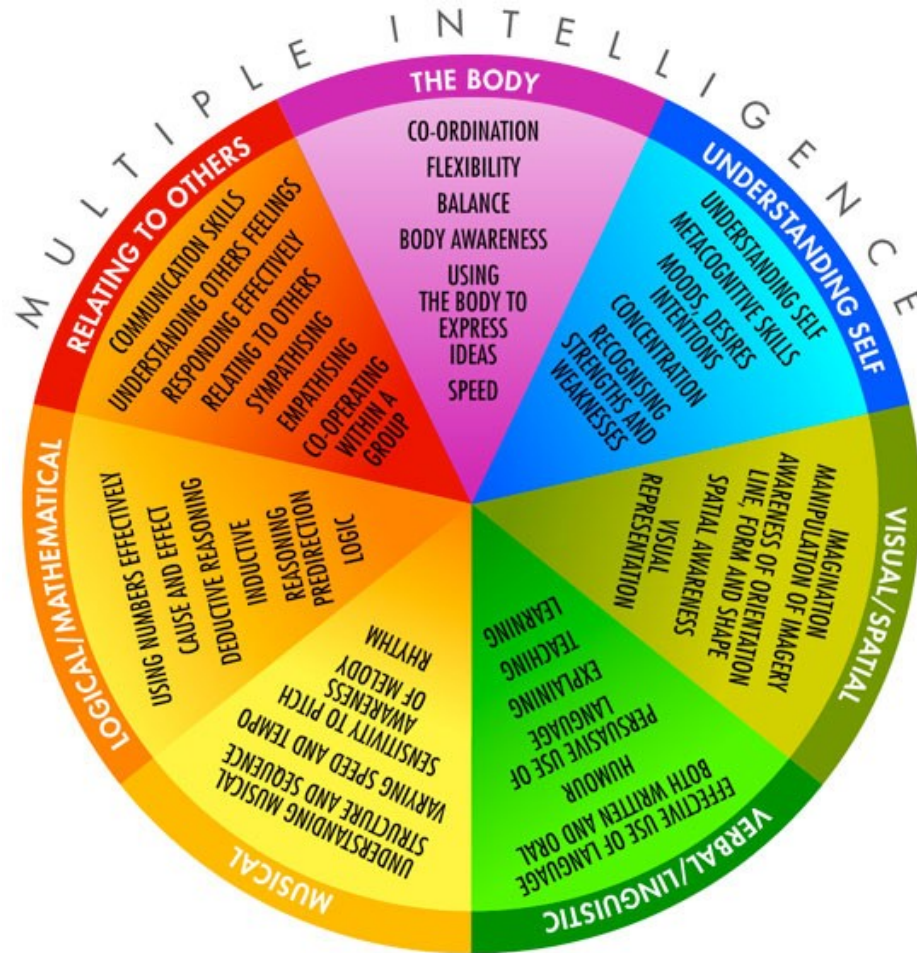 MULTIPLE INTELLIGENCE
THE BODY
CO-ORDINATION
FLEXIBILITY
BALANCE
BODY AWARENESS
USING
THE BODY TO
EXPRESS
IDEAS
SPEED
UNDERSTANDING SELF
UNDERSTANDING SELF
METACOGNITIVE SKILLS
MOODS, DESIRES
INTENTIONS
CONCENTRATION
RECOGNISING
STRENGTHS AND
WEAKNESSES
VISUAL/SPATIAL
IMAGINATION
MANIPULATION OF IMAGERY
AWARENESS OF ORIENTATION
LINE, FORM AND SHAPE
SPATIAL AWARENESS
VISUAL
REPRESENTATION
VERBAL/LINGUISTIC
EFFECTIVE USE OF LANGUAGE
BOTH WRITTEN AND ORAL
HUMOUR
PERSUASIVE USE OF
LANGUAGE
EXPLAINING
TEACHING
LEARNING
MUSICAL
UNDERSTANDING MUSICAL
STRUCTURE AND SEQUENCE
VARYING SPEED AND TEMPO
SENSITIVITY TO PITCH
AWARENESS
OF MELODY
RHYTHM
LOGICAL/MATHEMATICAL
USING NUMBERS EFFECTIVELY
CAUSE AND EFFECT
DEDUCTIVE REASONING
INDUCTIVE
REASONING
PREDIRECTION
LOGIC
RELATING TO OTHERS
COMMUNICATION SKILLS
UNDERSTANDING OTHERS FEELINGS
RESPONDING EFFECTIVELY
RELATING TO OTHERS
SYMPATHISING
EMPATHISING
CO-OPERATING
WITHIN A
GROUP